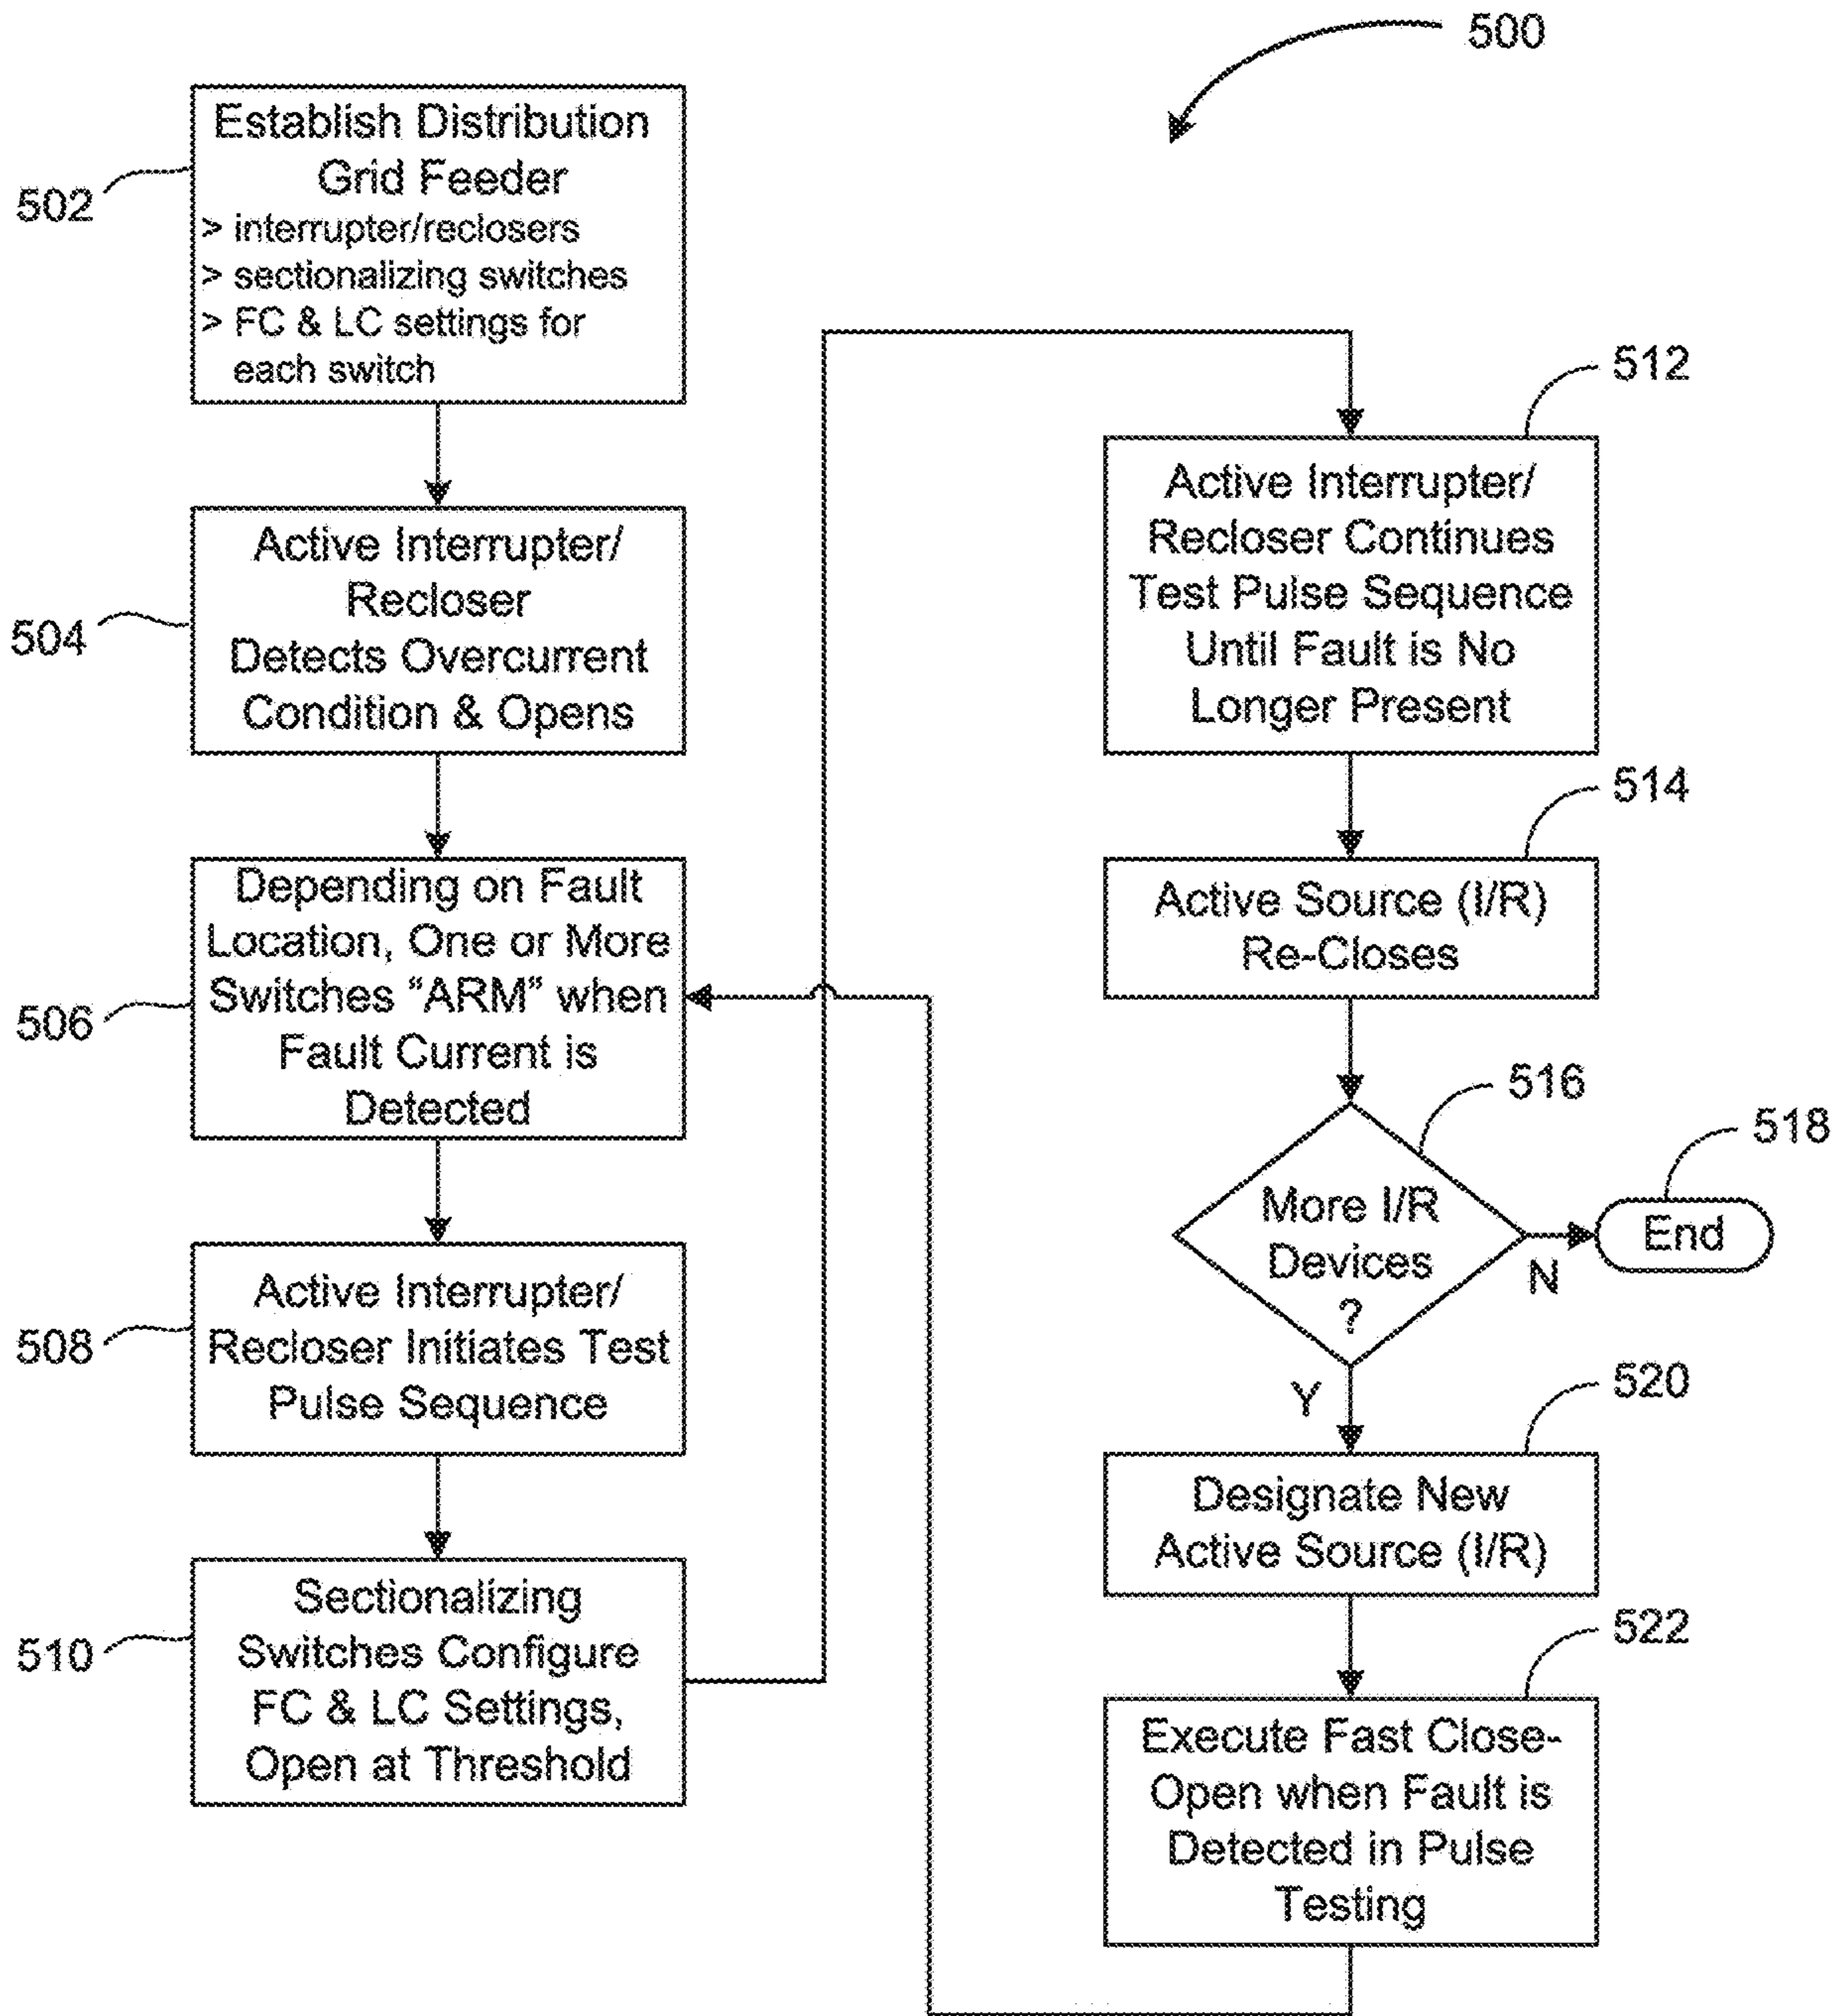 500
502
Establish Distribution
Grid Feeder
> interrupter/reclosers
> sectionalizing switches
> FC & LC settings for
each switch
504
Active Interrupter/
Recloser
Detects Overcurrent
Condition & Opens
506
Depending on Fault
Location, One or More
Switches “ARM” when
Fault Current is
Detected
508
Active Interrupter/
Recloser Initiates Test
Pulse Sequence
510
Sectionalizing
Switches Configure
FC & LC Settings,
Open at Threshold
512
Active Interrupter/
Recloser Continues
Test Pulse Sequence
Until Fault is No
Longer Present
514
Active Source (I/R)
Re-Closes
516
More I/R
Devices
?
N
518
End
Y
520
Designate New
Active Source (I/R)
522
Execute Fast Close-
Open when Fault is
Detected in Pulse
Testing